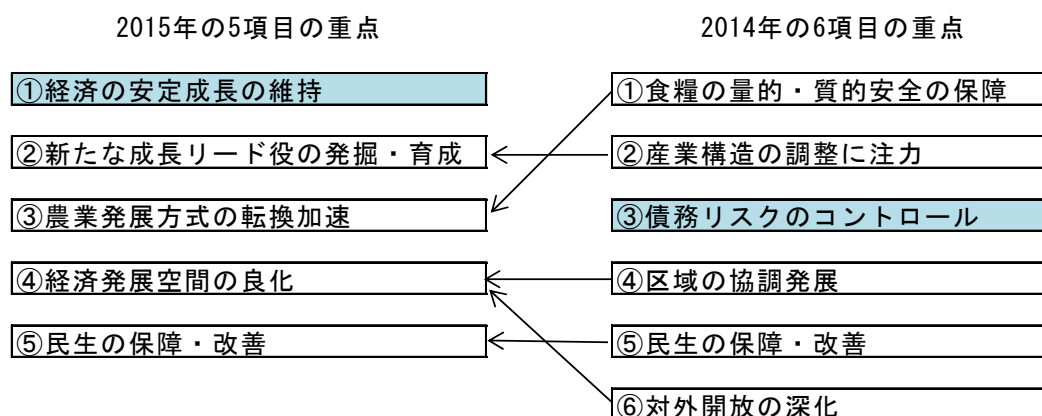 2015年の5項目の重点
①経済の安定成長の維持
②新たな成長リード役の発掘・育成
③農業発展方式の転換加速
④経済発展空間の良化
⑤民生の保障・改善
2014年の6項目の重点
①食糧の量的・質的安全の保障
②産業構造の調整に注力
③債務リスクのコントロール
④区域の協調発展
⑤民生の保障・改善
⑥対外開放の深化